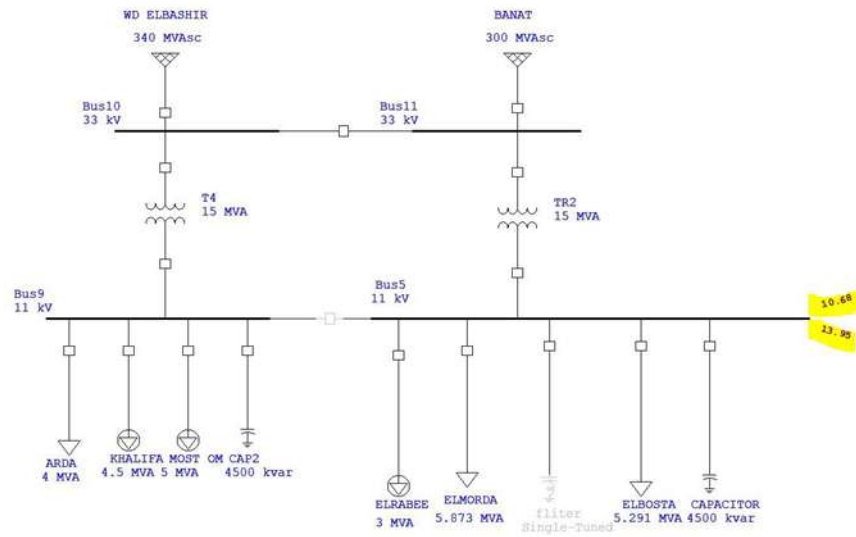 WD ELBASHIR
340 MVAsc
BANAT
300 MVAsc
Bus10
33 kV
Bus11
33 kV
T4
15 MVA
TR2
15 MVA
Bus9
11 kV
Bus5
11 kV
10.68
13.95
ARDA
4 MVA
KHALIFA
4.5 MVA
MOST OM
5 MVA
CAP2
4500 kvar
ELRABEE
3 MVA
ELMORDA
5.873 MVA
fliter
Single-Tuned
ELBOSTA
5.291 MVA
CAPACITOR
4500 kvar